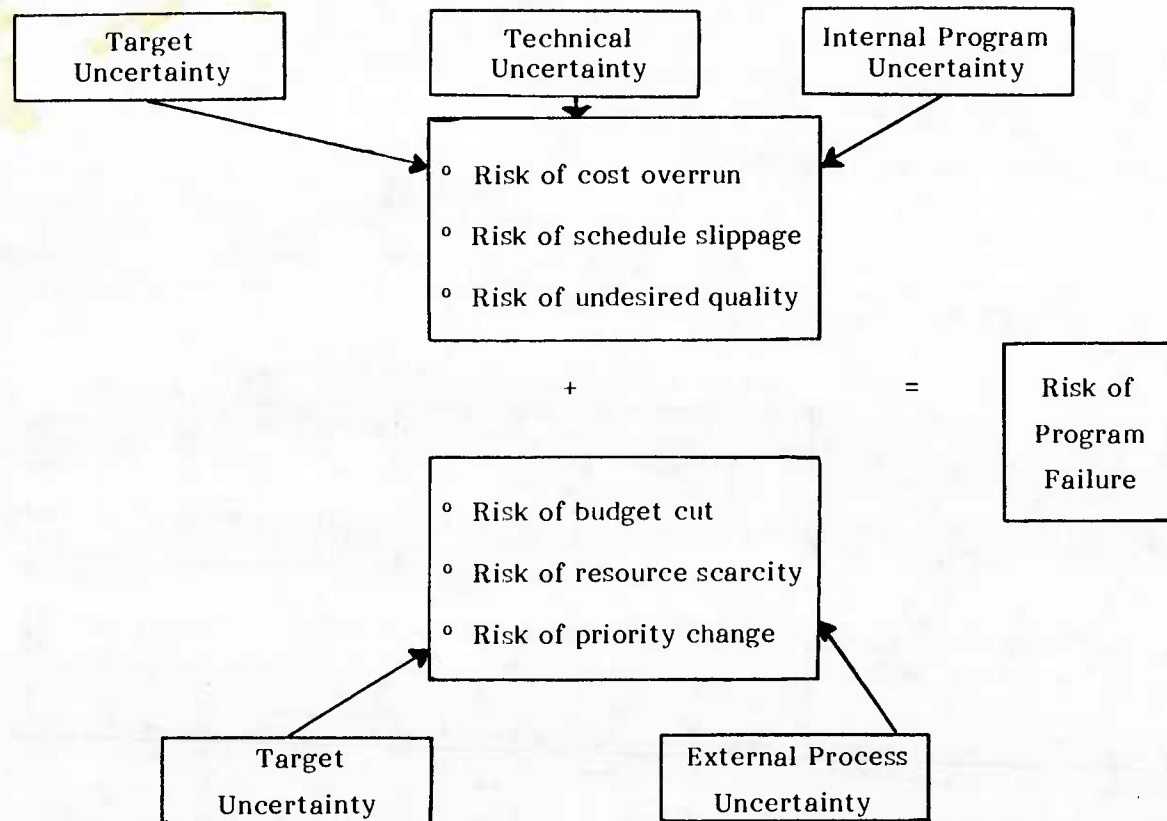 Target
Uncertainty
Technical
Uncertainty
Internal Program
Uncertainty
o Risk of cost overrun
o Risk of schedule slippage
o Risk of undesired quality
+
=
Risk of
Program
Failure
o Risk of budget cut
o Risk of resource scarcity
o Risk of priority change
Target
Uncertainty
External Process
Uncertainty